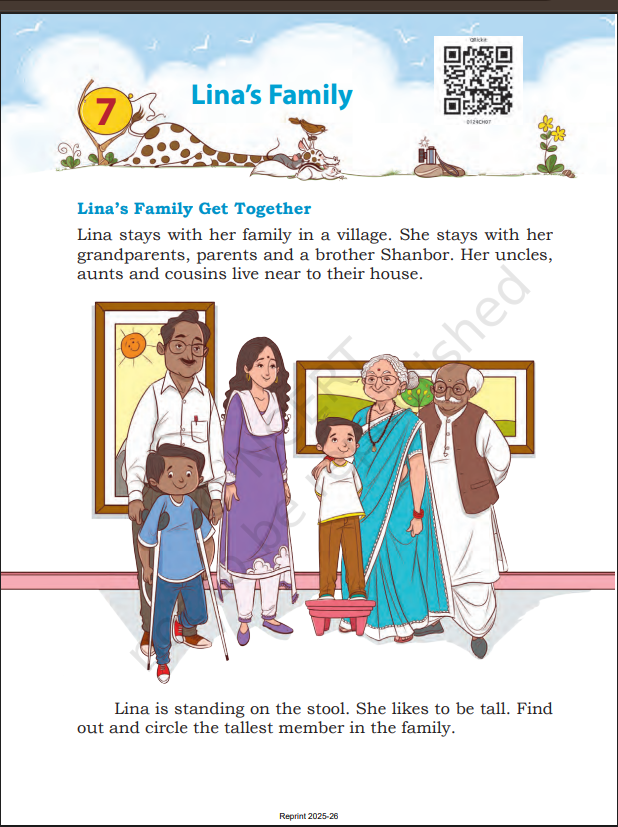 QR/chit
0124CH07
7
Lina's Family
Lina's Family Get Together
Lina stays with her family in a village. She stays with her
grandparents, parents and a brother Shanbor. Her uncles,
aunts and cousins live near to their house.
© NCERT
not to be republished
Lina is standing on the stool. She likes to be tall. Find
out and circle the tallest member in the family.
Reprint 2025-26